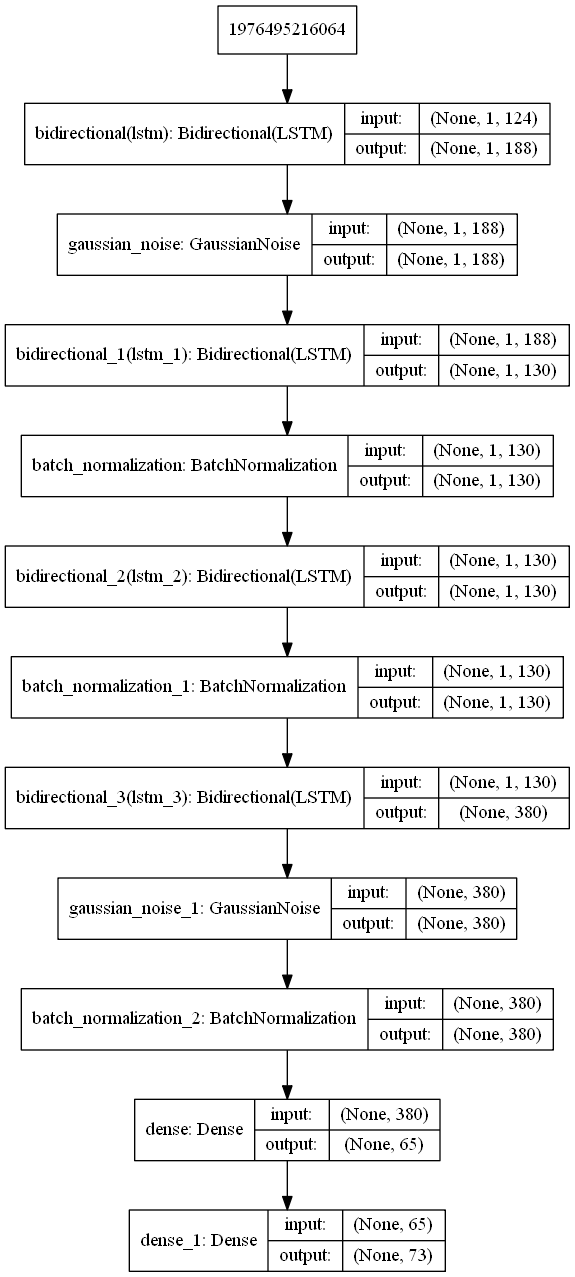 1976495216064
bidirectional(lstm): Bidirectional(LSTM)
input: (None, 1, 124)
output: (None, 1, 188)
gaussian_noise: GaussianNoise
input: (None, 1, 188)
output: (None, 1, 188)
bidirectional_1(lstm_1): Bidirectional(LSTM)
input: (None, 1, 188)
output: (None, 1, 130)
batch_normalization: BatchNormalization
input: (None, 1, 130)
output: (None, 1, 130)
bidirectional_2(lstm_2): Bidirectional(LSTM)
input: (None, 1, 130)
output: (None, 1, 130)
batch_normalization_1: BatchNormalization
input: (None, 1, 130)
output: (None, 1, 130)
bidirectional_3(lstm_3): Bidirectional(LSTM)
input: (None, 1, 130)
output: (None, 380)
gaussian_noise_1: GaussianNoise
input: (None, 380)
output: (None, 380)
batch_normalization_2: BatchNormalization
input: (None, 380)
output: (None, 380)
dense: Dense
input: (None, 380)
output: (None, 65)
dense_1: Dense
input: (None, 65)
output: (None, 73)